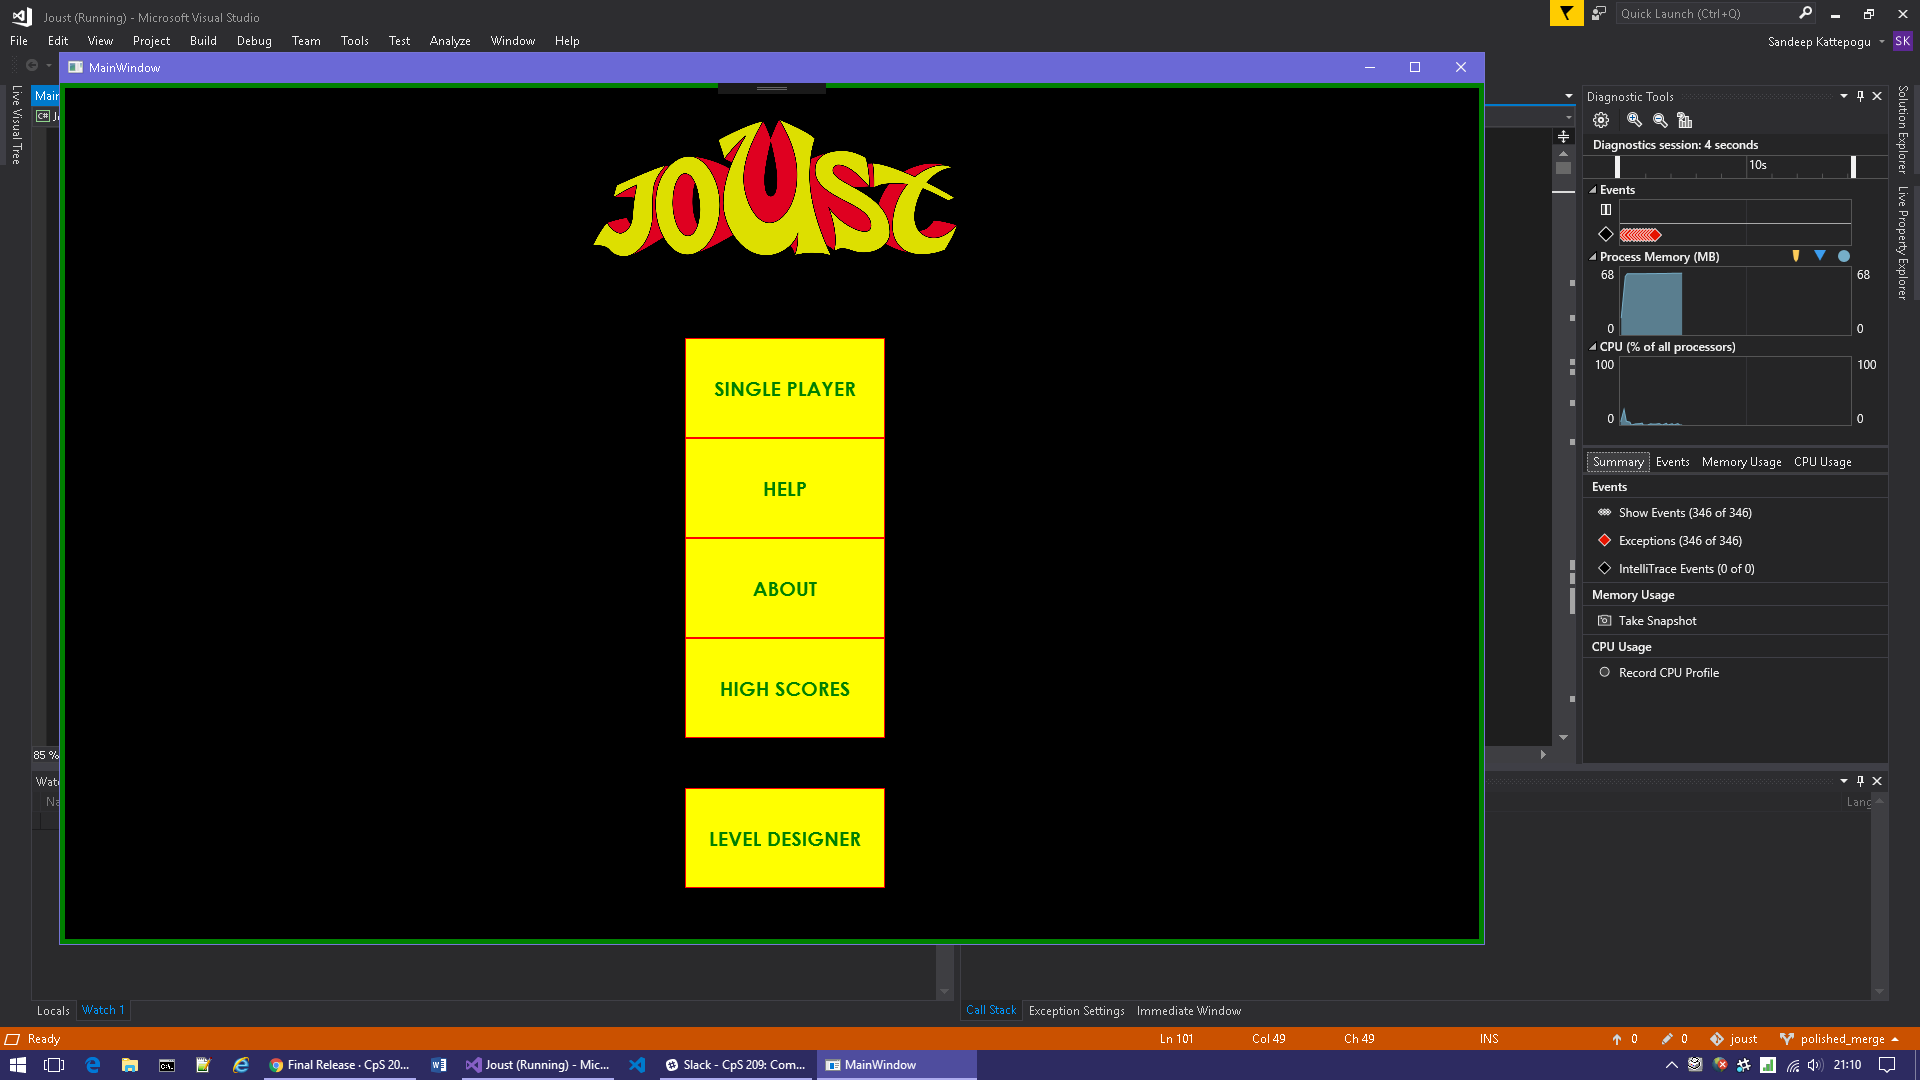 Joust (Running) - Microsoft Visual Studio
Quick Launch (Ctrl+Q)
File Edit View Project Build Debug Team Tools Test Analyze Window Help
Sandeep Kattepogu SK
MainWindow
Live Visual Tree
Main
C#
JOUST
SINGLE PLAYER
HELP
ABOUT
HIGH SCORES
LEVEL DESIGNER
Diagnostic Tools
Diagnostics session: 4 seconds
10s
Events
Process Memory (MB)
68 68
0 0
CPU (% of all processors)
100 100
0 0
Summary Events Memory Usage CPU Usage
Events
Show Events (346 of 346)
Exceptions (346 of 346)
IntelliTrace Events (0 of 0)
Memory Usage
Take Snapshot
CPU Usage
Record CPU Profile
Solution Explorer
Live Property Explorer
85 %
Wat
Na
Lang
Locals Watch 1
Call Stack Exception Settings Immediate Window
Ready Ln 101 Col 49 Ch 49 INS 0 0 joust polished_merge
Final Release · CpS 20... Joust (Running) - Mic... Slack - CpS 209: Com... MainWindow 21:10